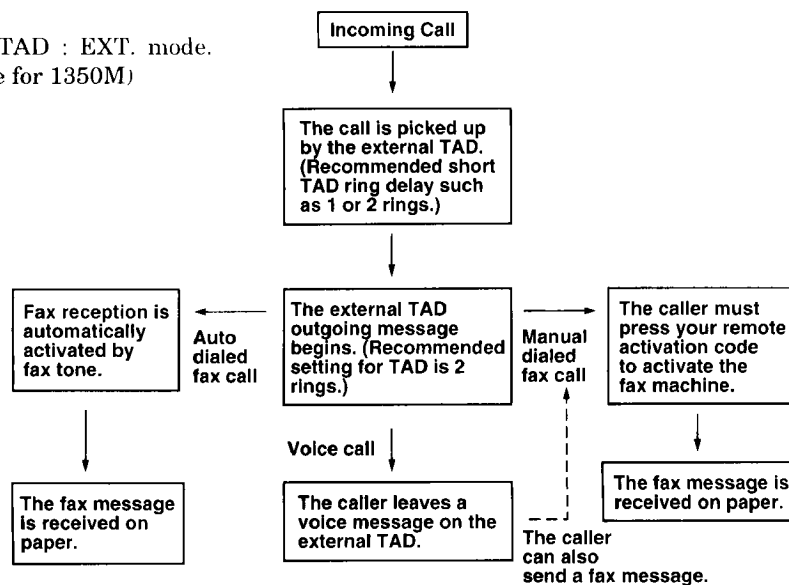 TAD : EXT. mode.
for 1350M)
Incoming Call
The call is picked up
by the external TAD.
(Recommended short
TAD ring delay such
as 1 or 2 rings.)
Fax reception is
automatically
activated by
fax tone.
Auto
dialed
fax call
The external TAD
outgoing message
begins. (Recommended
setting for TAD is 2
rings.)
Manual
dialed
fax call
The caller must
press your remote
activation code
to activate the
fax machine.
Voice call
The fax message
is received on
paper.
The caller leaves a
voice message on the
external TAD.
The caller
can also
send a fax message.
The fax message is
received on paper.